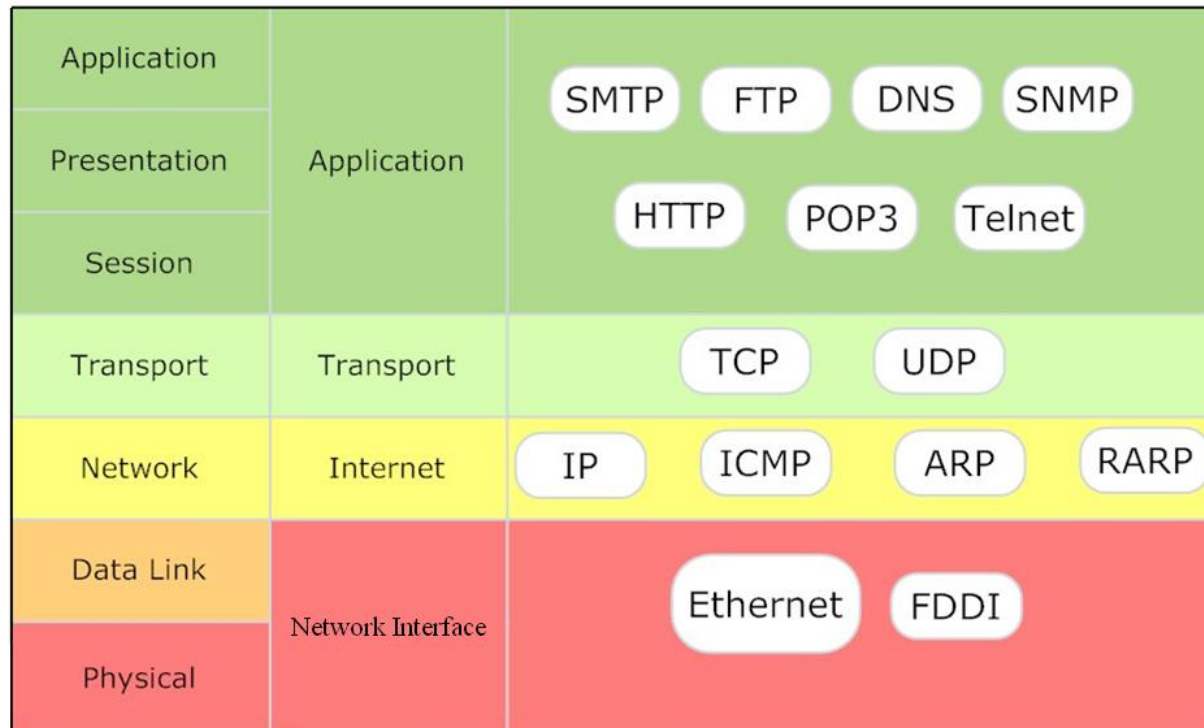 Application
Presentation
Session
Transport
Network
Data Link
Physical
Application
Transport
Internet
Network Interface
SMTP FTP DNS SNMP
HTTP POP3 Telnet
TCP UDP
IP ICMP ARP RARP
Ethernet FDDI